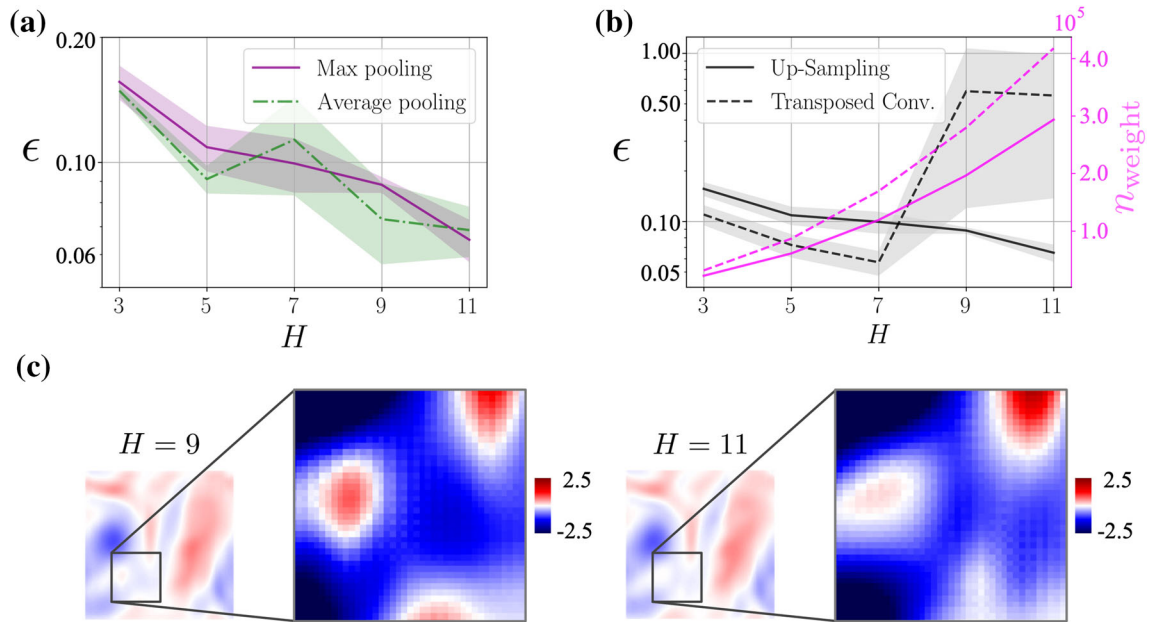 (a)
0.20
0.10
0.06
ϵ
Max pooling
Average pooling
3 5 7 9 11
H
(b)
10^5
1.00
0.50
0.10
0.05
ϵ
Up-Sampling
Transposed Conv.
4.0
3.0
2.0
1.0
n_weight
3 5 7 9 11
H
(c)
H = 9
2.5
-2.5
H = 11
2.5
-2.5